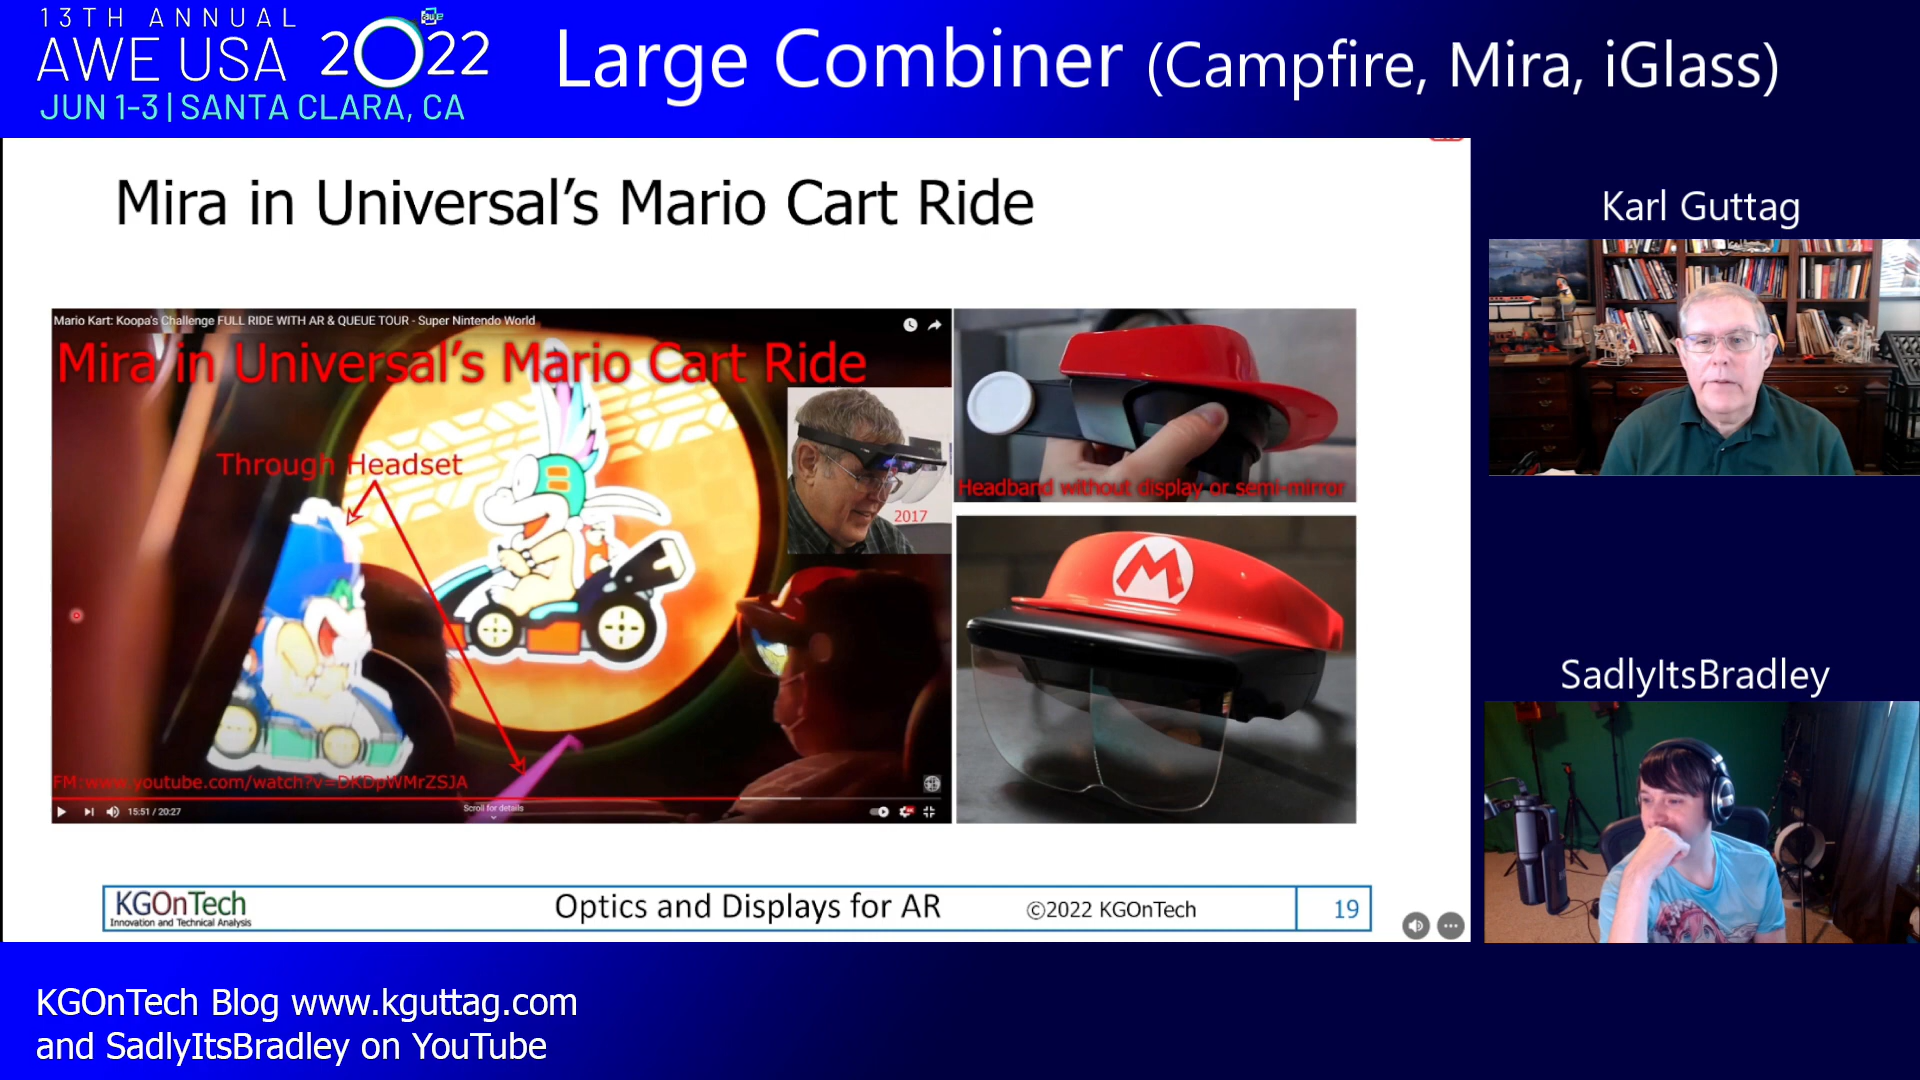 13TH ANNUAL
AWE USA 2022
awe
JUN 1-3 | SANTA CLARA, CA
Large Combiner (Campfire, Mira, iGlass)
Mira in Universal's Mario Cart Ride
Mario Kart: Koopa's Challenge FULL RIDE WITH AR & QUEUE TOUR - Super Nintendo World
Mira in Universal's Mario Cart Ride
Through Headset
2017
FM:www.youtube.com/watch?v=DKDpWMrZSJA
Scroll for details
15:51 / 20:27
Headband without display or semi-mirror
M
KGOnTech
Innovation and Technical Analysis
Optics and Displays for AR
©2022 KGOnTech
19
Karl Guttag
SadlyItsBradley
KGOnTech Blog www.kguttag.com
and SadlyItsBradley on YouTube